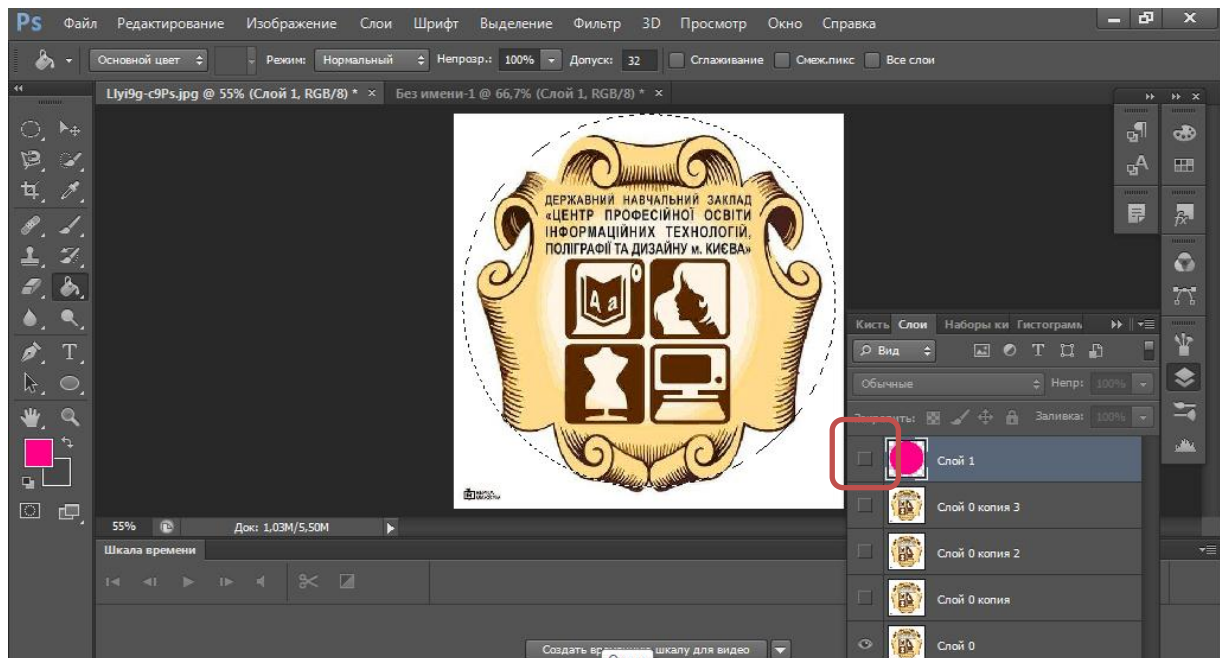 Ps Файл Редактирование Изображение Слои Шрифт Выделение Фильтр 3D Просмотр Окно Справка
Основной цвет Режим: Нормальный Непрозр.: 100% Допуск: 32 Сглаживание Смеж.пикс Все слои
Llyi9g-c9Ps.jpg @ 55% (Слой 1, RGB/8) * × Без имени-1 @ 66,7% (Слой 1, RGB/8) * ×
ДЕРЖАВНИЙ НАВЧАЛЬНИЙ ЗАКЛАД
«ЦЕНТР ПРОФЕСІЙНОЇ ОСВІТИ
ІНФОРМАЦІЙНИХ ТЕХНОЛОГІЙ,
ПОЛІГРАФІЇ ТА ДИЗАЙНУ м. КИЄВА»
Aa
Кисть Слои Наборы ки Гистограмм
Вид
Обычные Непр: 100%
Заливка: 100%
Слой 1
Слой 0 копия 3
Слой 0 копия 2
Слой 0 копия
Слой 0
55% Док: 1,03M/5,50M
Шкала времени
Создать шкалу для видео